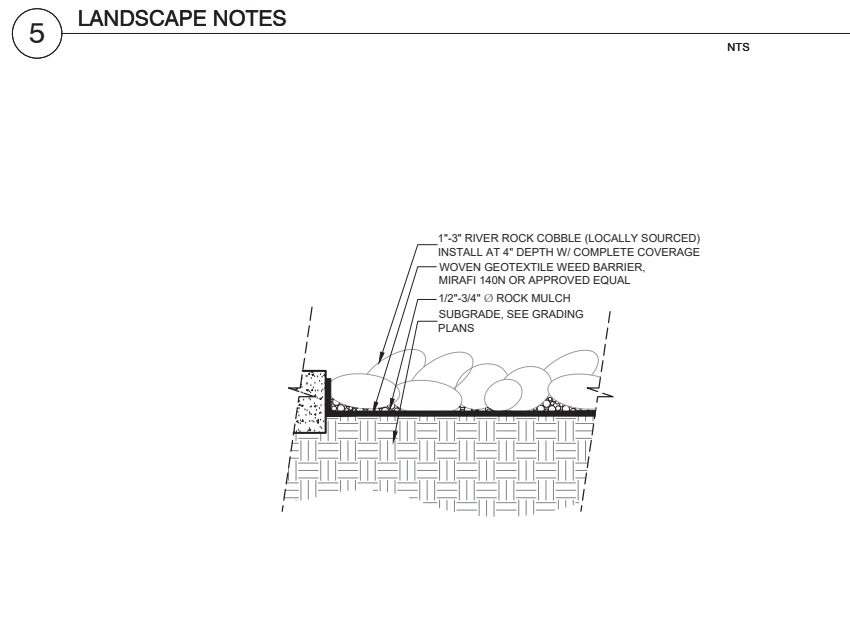 5
LANDSCAPE NOTES
NTS
1"-3" RIVER ROCK COBBLE (LOCALLY SOURCED)
INSTALL AT 4" DEPTH W/ COMPLETE COVERAGE
WOVEN GEOTEXTILE WEED BARRIER,
MIRAFI 140N OR APPROVED EQUAL
1/2"-3/4" ∅ ROCK MULCH
SUBGRADE, SEE GRADING
PLANS